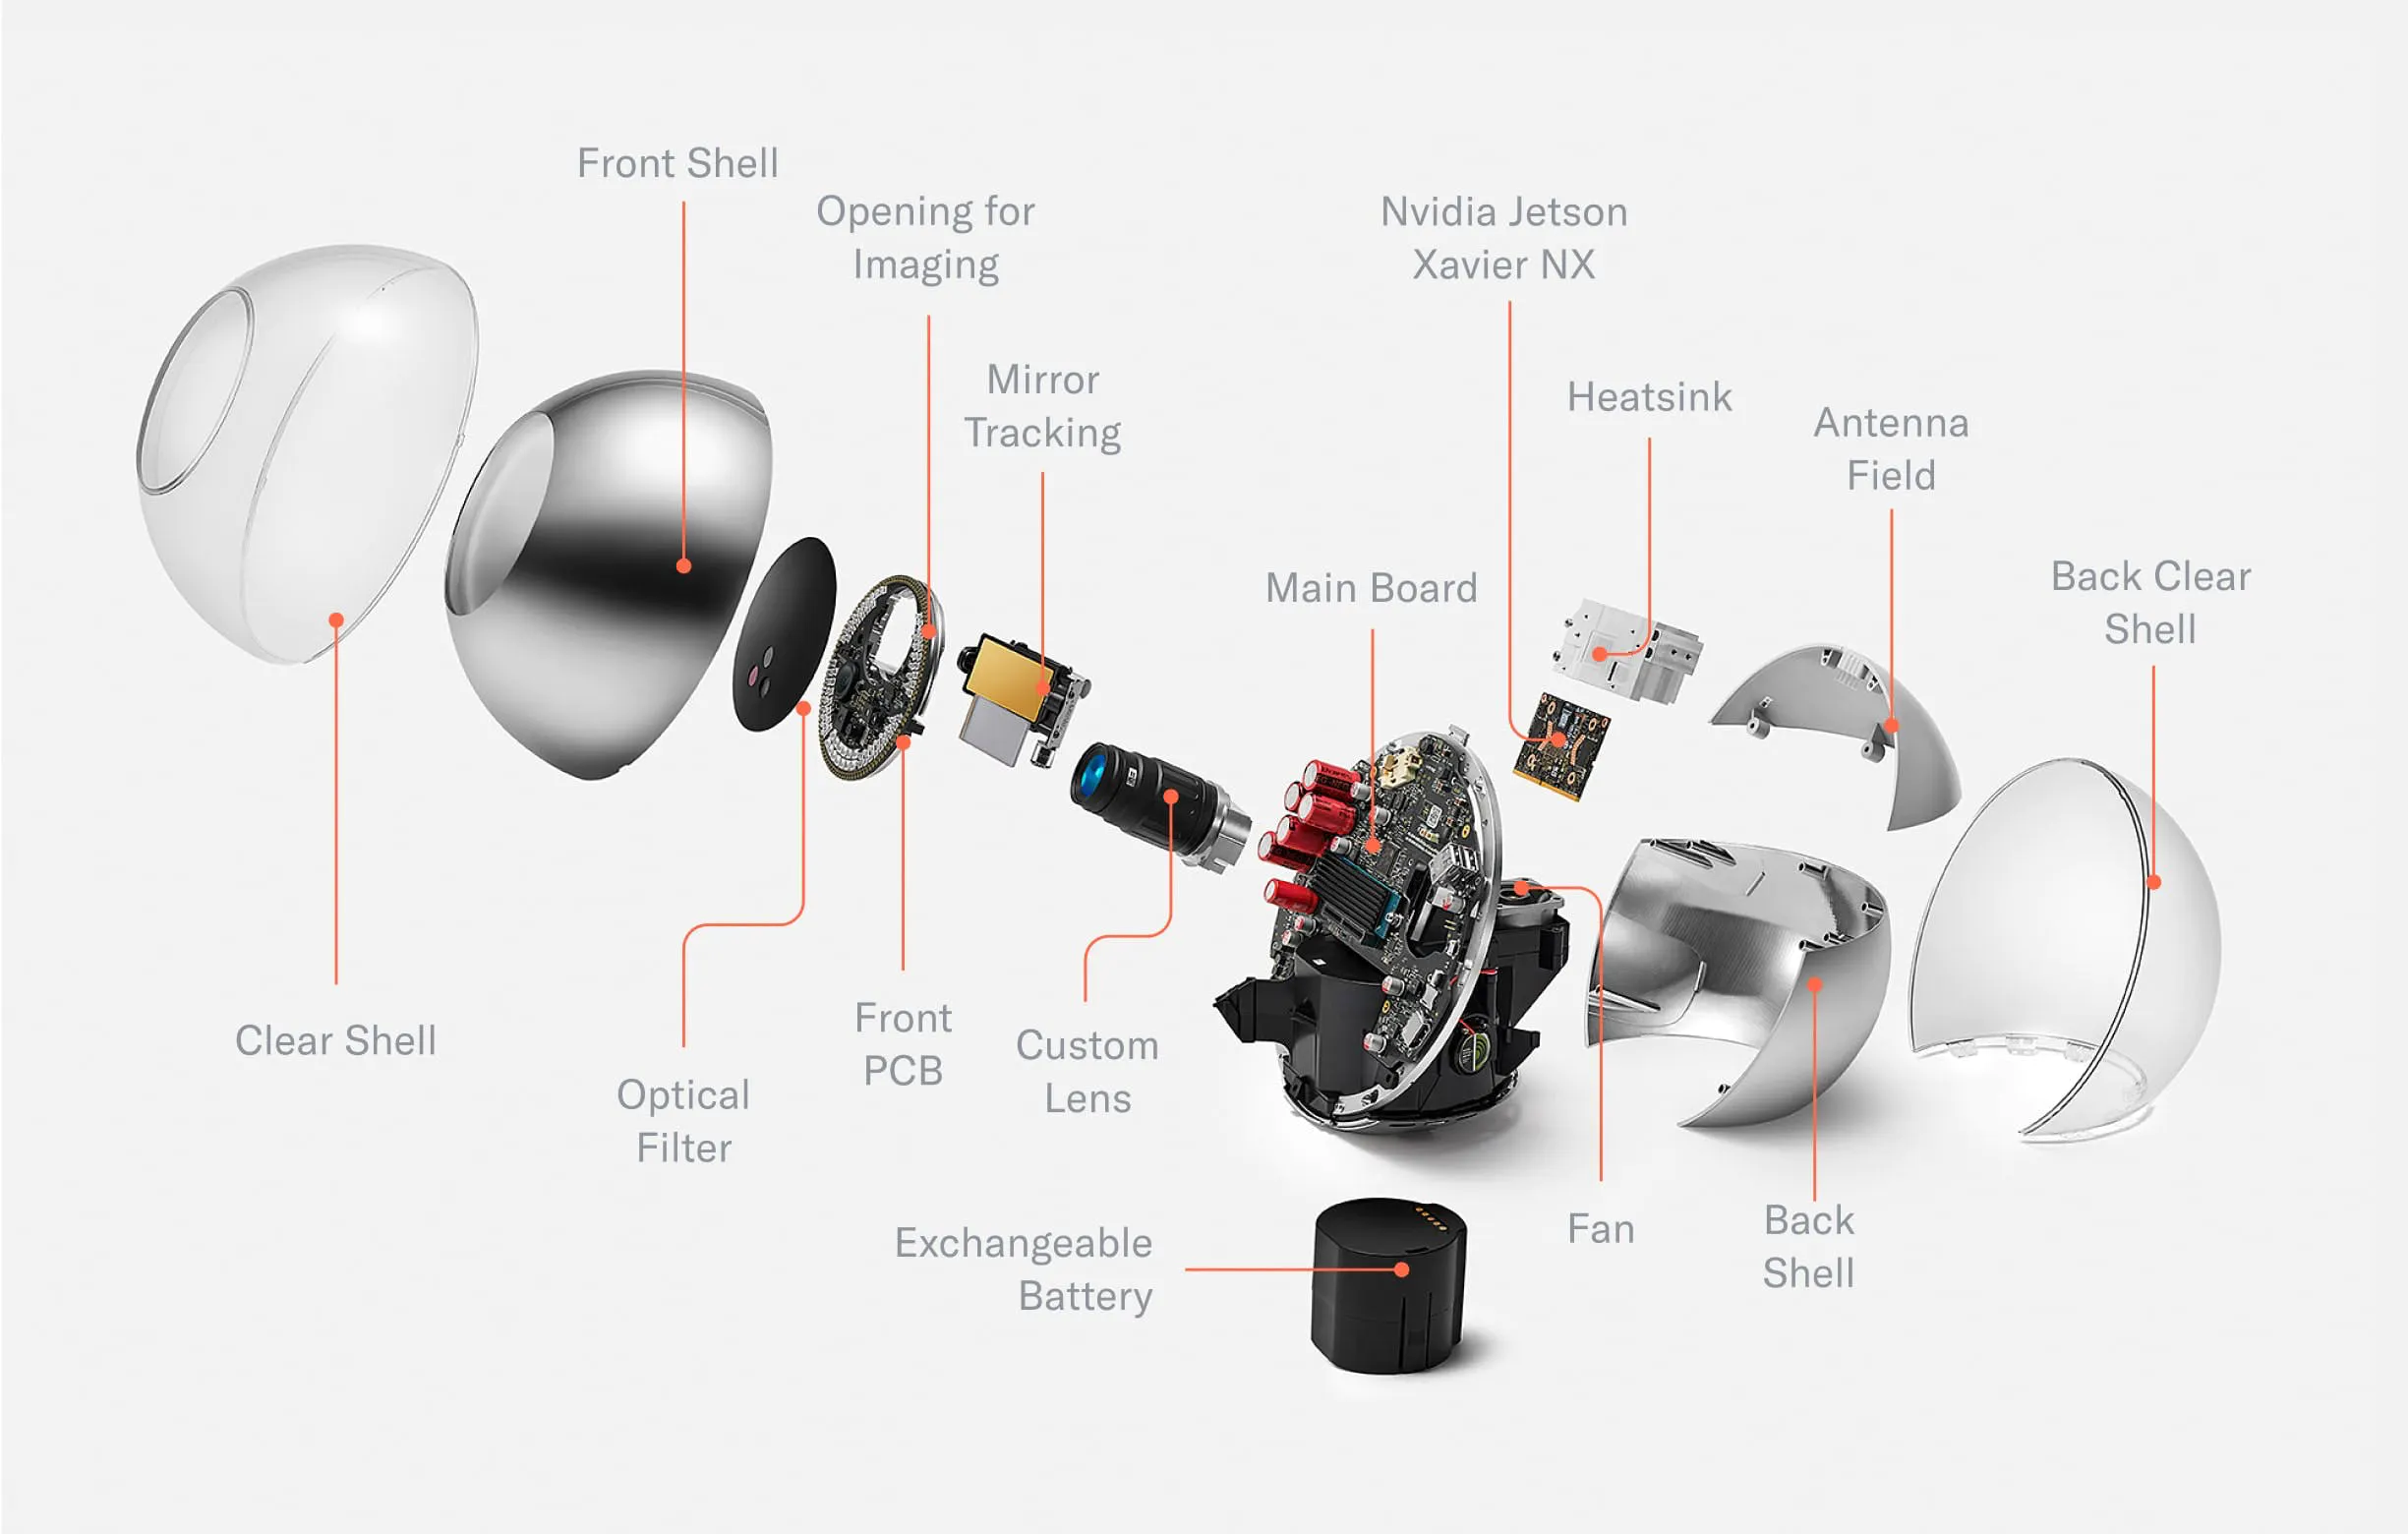 Front Shell
Opening for
Imaging
Nvidia Jetson
Xavier NX
Mirror
Tracking
Heatsink
Antenna
Field
Main Board
Back Clear
Shell
Clear Shell
Optical
Filter
Front
PCB
Custom
Lens
Exchangeable
Battery
Fan
Back
Shell